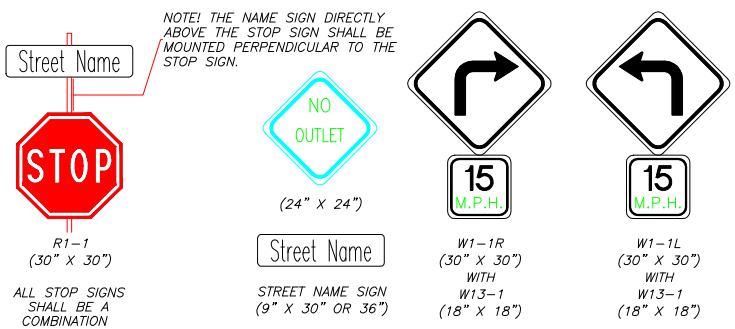 NOTE! THE NAME SIGN DIRECTLY
ABOVE THE STOP SIGN SHALL BE
MOUNTED PERPENDICULAR TO THE
STOP SIGN.
Street Name
STOP
R1-1
(30" X 30")
ALL STOP SIGNS
SHALL BE A
COMBINATION
NO
OUTLET
(24" X 24")
Street Name
STREET NAME SIGN
(9" X 30" OR 36")
15
M.P.H.
W1-1R
(30" X 30")
WITH
W13-1
(18" X 18")
15
M.P.H.
W1-1L
(30" X 30")
WITH
W13-1
(18" X 18")